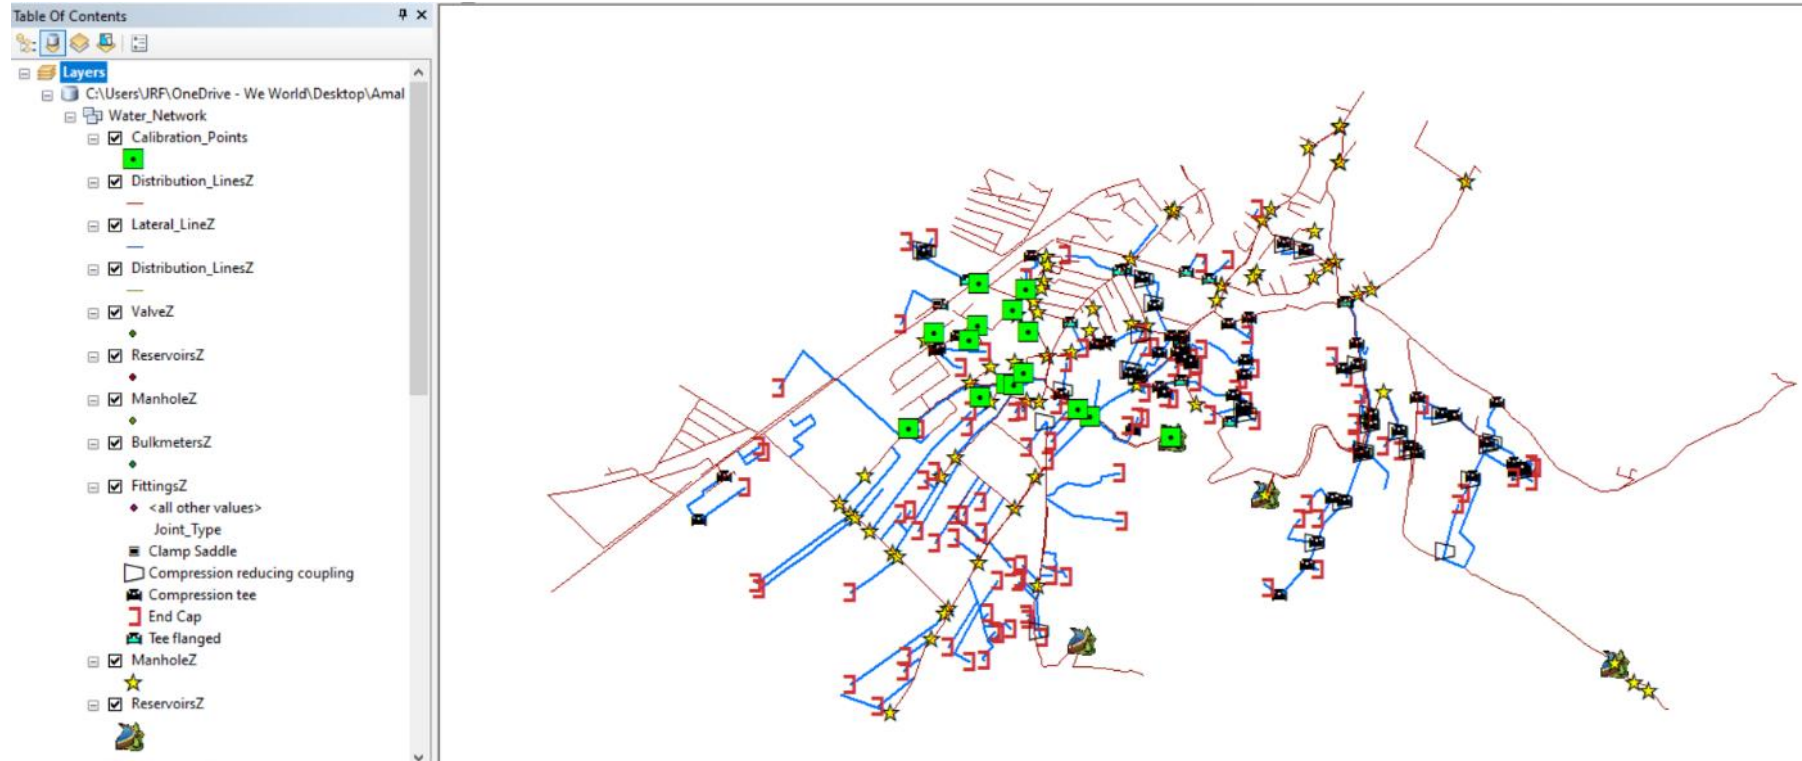 Table Of Contents
Layers
C:\Users\JRF\OneDrive - We World\Desktop\Amal
Water_Network
Calibration_Points
Distribution_LinesZ
Lateral_LineZ
Distribution_LinesZ
ValveZ
ReservoirsZ
ManholeZ
BulkmetersZ
FittingsZ
<all other values>
Joint_Type
Clamp Saddle
Compression reducing coupling
Compression tee
End Cap
Tee flanged
ManholeZ
ReservoirsZ